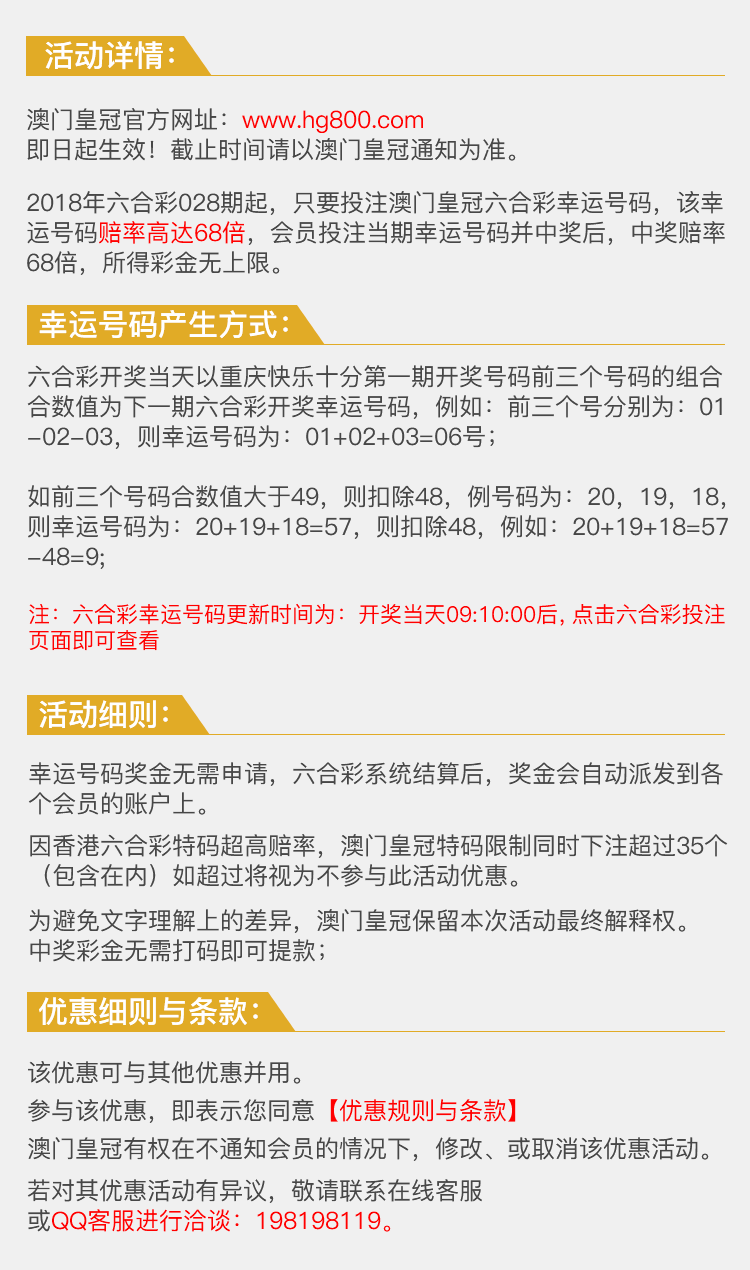 活动详情：
澳门皇冠官方网址：www.hg800.com
即日起生效！截止时间请以澳门皇冠通知为准。
2018年六合彩028期起，只要投注澳门皇冠六合彩幸运号码，该幸
运号码赔率高达68倍，会员投注当期幸运号码并中奖后，中奖赔率
68倍，所得彩金无上限。
幸运号码产生方式：
六合彩开奖当天以重庆快乐十分第一期开奖号码前三个号码的组合
合数值为下一期六合彩开奖幸运号码，例如：前三个号分别为：01
-02-03，则幸运号码为：01+02+03=06号；
如前三个号码合数值大于49，则扣除48，例号码为：20，19，18,
则幸运号码为：20+19+18=57，则扣除48，例如：20+19+18=57
-48=9;
注：六合彩幸运号码更新时间为：开奖当天09:10:00后, 点击六合彩投注
页面即可查看
活动细则：
幸运号码奖金无需申请，六合彩系统结算后，奖金会自动派发到各
个会员的账户上。
因香港六合彩特码超高赔率，澳门皇冠特码限制同时下注超过35个
（包含在内）如超过将视为不参与此活动优惠。
为避免文字理解上的差异，澳门皇冠保留本次活动最终解释权。
中奖彩金无需打码即可提款；
优惠细则与条款：
该优惠可与其他优惠并用。
参与该优惠，即表示您同意【优惠规则与条款】
澳门皇冠有权在不通知会员的情况下，修改、或取消该优惠活动。
若对其优惠活动有异议，敬请联系在线客服
或QQ客服进行洽谈：198198119。